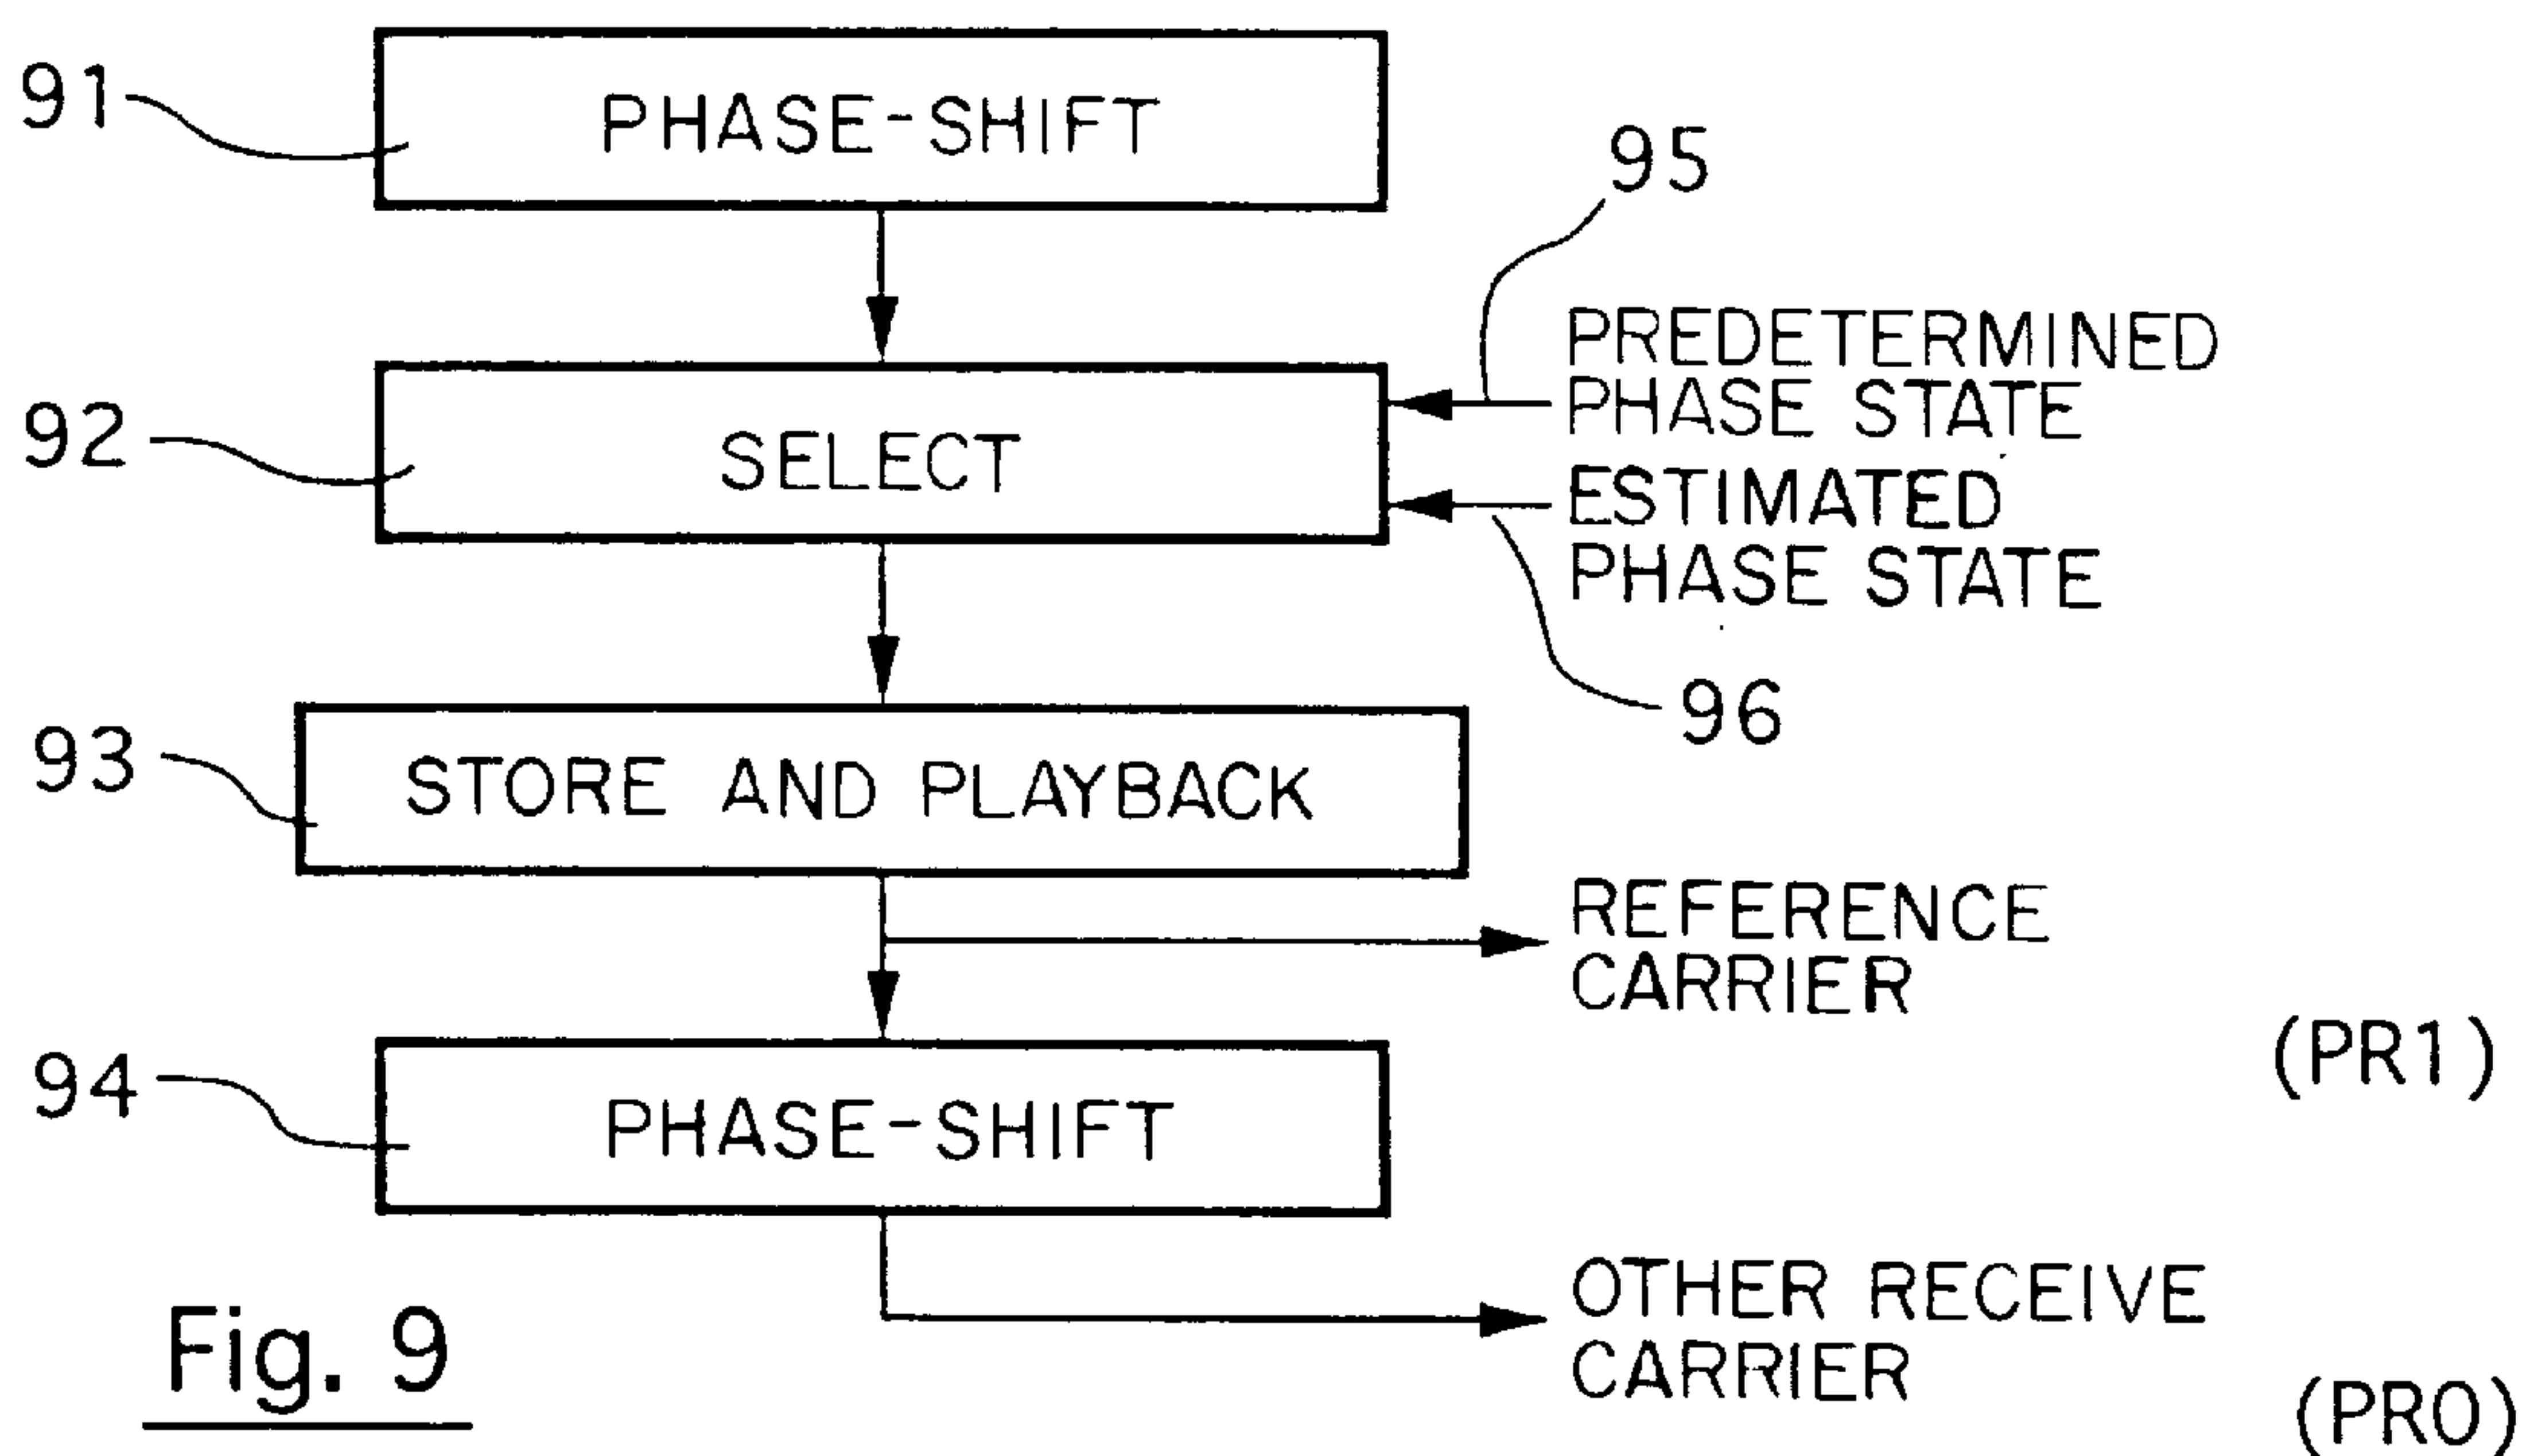 91
PHASE-SHIFT
95
PREDETERMINED
PHASE STATE
92
SELECT
ESTIMATED
PHASE STATE
96
93
STORE AND PLAYBACK
REFERENCE
CARRIER
(PR1)
94
PHASE-SHIFT
OTHER RECEIVE
CARRIER
(PR0)
Fig. 9